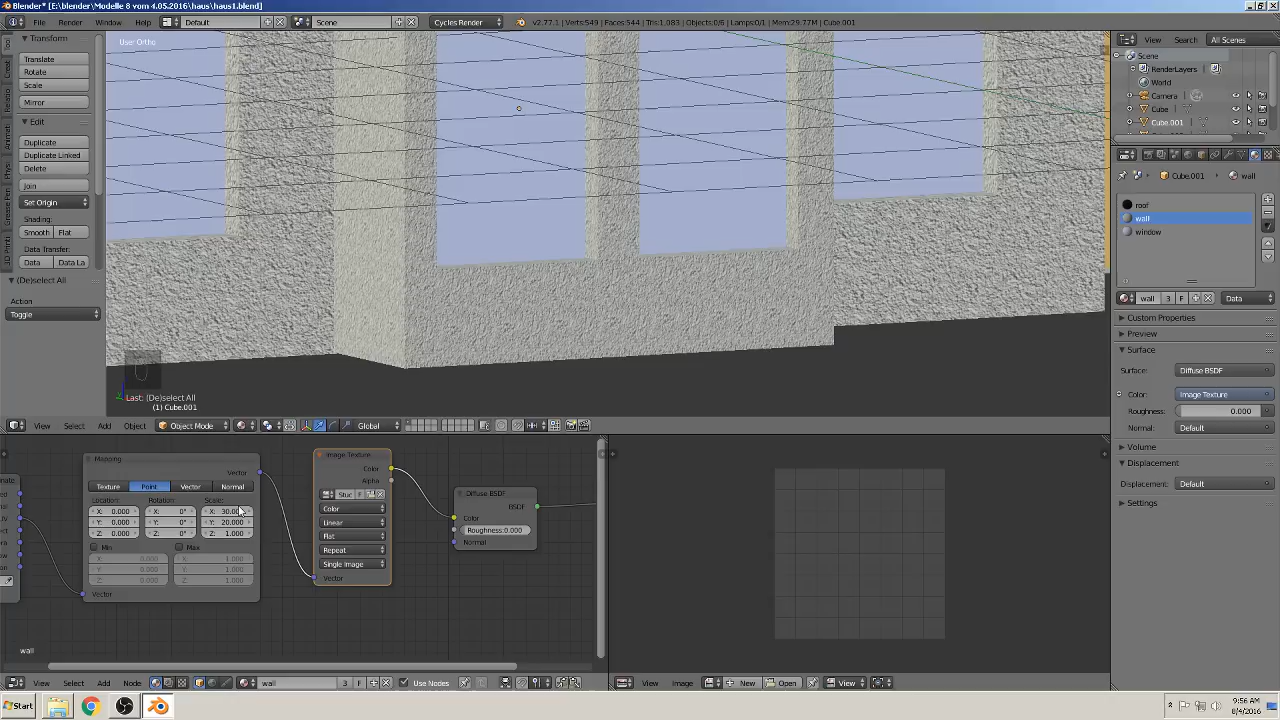 Blender* [D:\blender\Modelle 8 vom 4.05.2016\haus\haus1.blend]
File Render Window Help Default Scene Cycles Render v2.77.1 | Verts:549 | Faces:544 | Tris:1,083 | Objects:0/6 | Lamps:0/1 | Mem:29.77M | Cube.001
Transform
Translate
Rotate
Scale
Mirror
Edit
Duplicate
Duplicate Linked
Delete
Join
Set Origin
Shading:
Smooth Flat
Data Transfer:
Data Data La
(De)select All
Action
Toggle
User Ortho
Last: (De)select All
(1) Cube.001
View Select Add Object Object Mode Global
View Search All Scenes
Scene
RenderLayers
World
Camera
Cube
Cube.001
Cube.001 wall
roof
wall
window
wall 3 F Data
Custom Properties
Preview
Surface
Surface: Diffuse BSDF
Color: Image Texture
Roughness: 0.000
Normal: Default
Volume
Displacement
Displacement: Default
Settings
Mapping
Vector
Texture Point Vector Normal
Location: Rotation: Scale:
X: 0.000 X: 0° X: 30.00
Y: 0.000 Y: 0° Y: 20.000
Z: 0.000 Z: 0° Z: 1.000
Min Max
X: 0.000 X: 1.000
Y: 0.000 Y: 1.000
Z: 0.000 Z: 1.000
Vector
Image Texture
Color
Alpha
Stuc F
Color
Linear
Flat
Repeat
Single Image
Vector
Diffuse BSDF
BSDF
Color
Roughness:0.000
Normal
wall
View Select Add Node wall 3 Use Nodes
View Image New Open View
Start
9:56 AM
8/4/2016